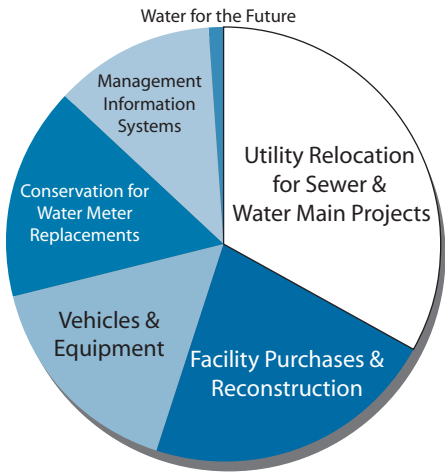 Water for the Future
Management
Information
Systems
Utility Relocation
for Sewer &
Water Main Projects
Conservation for
Water Meter
Replacements
Vehicles &
Equipment
Facility Purchases &
Reconstruction